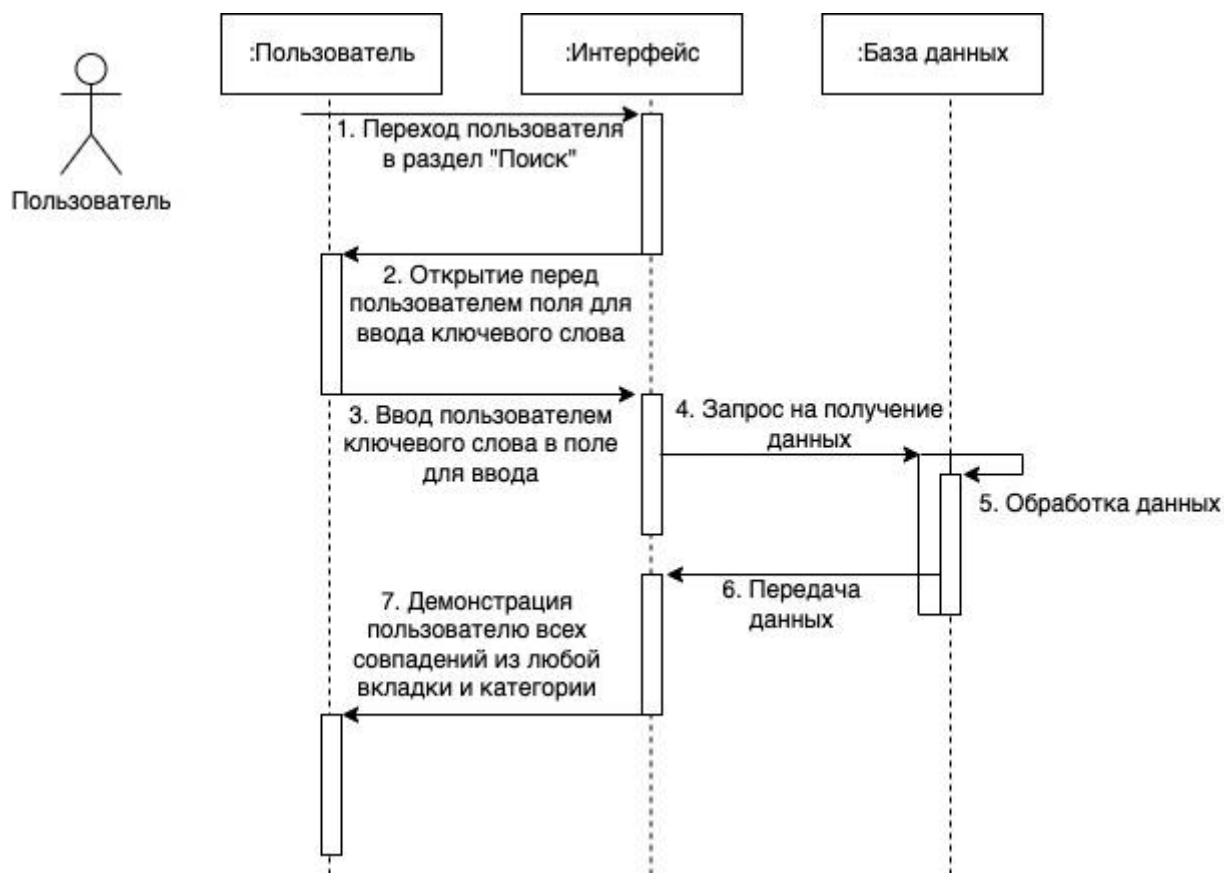 :Пользователь
:Интерфейс
:База данных
Пользователь
1. Переход пользователя
в раздел "Поиск"
2. Открытие перед
пользователем поля для
ввода ключевого слова
3. Ввод пользователем
ключевого слова в поле
для ввода
4. Запрос на получение
данных
5. Обработка данных
6. Передача
данных
7. Демонстрация
пользователю всех
совпадений из любой
вкладки и категории